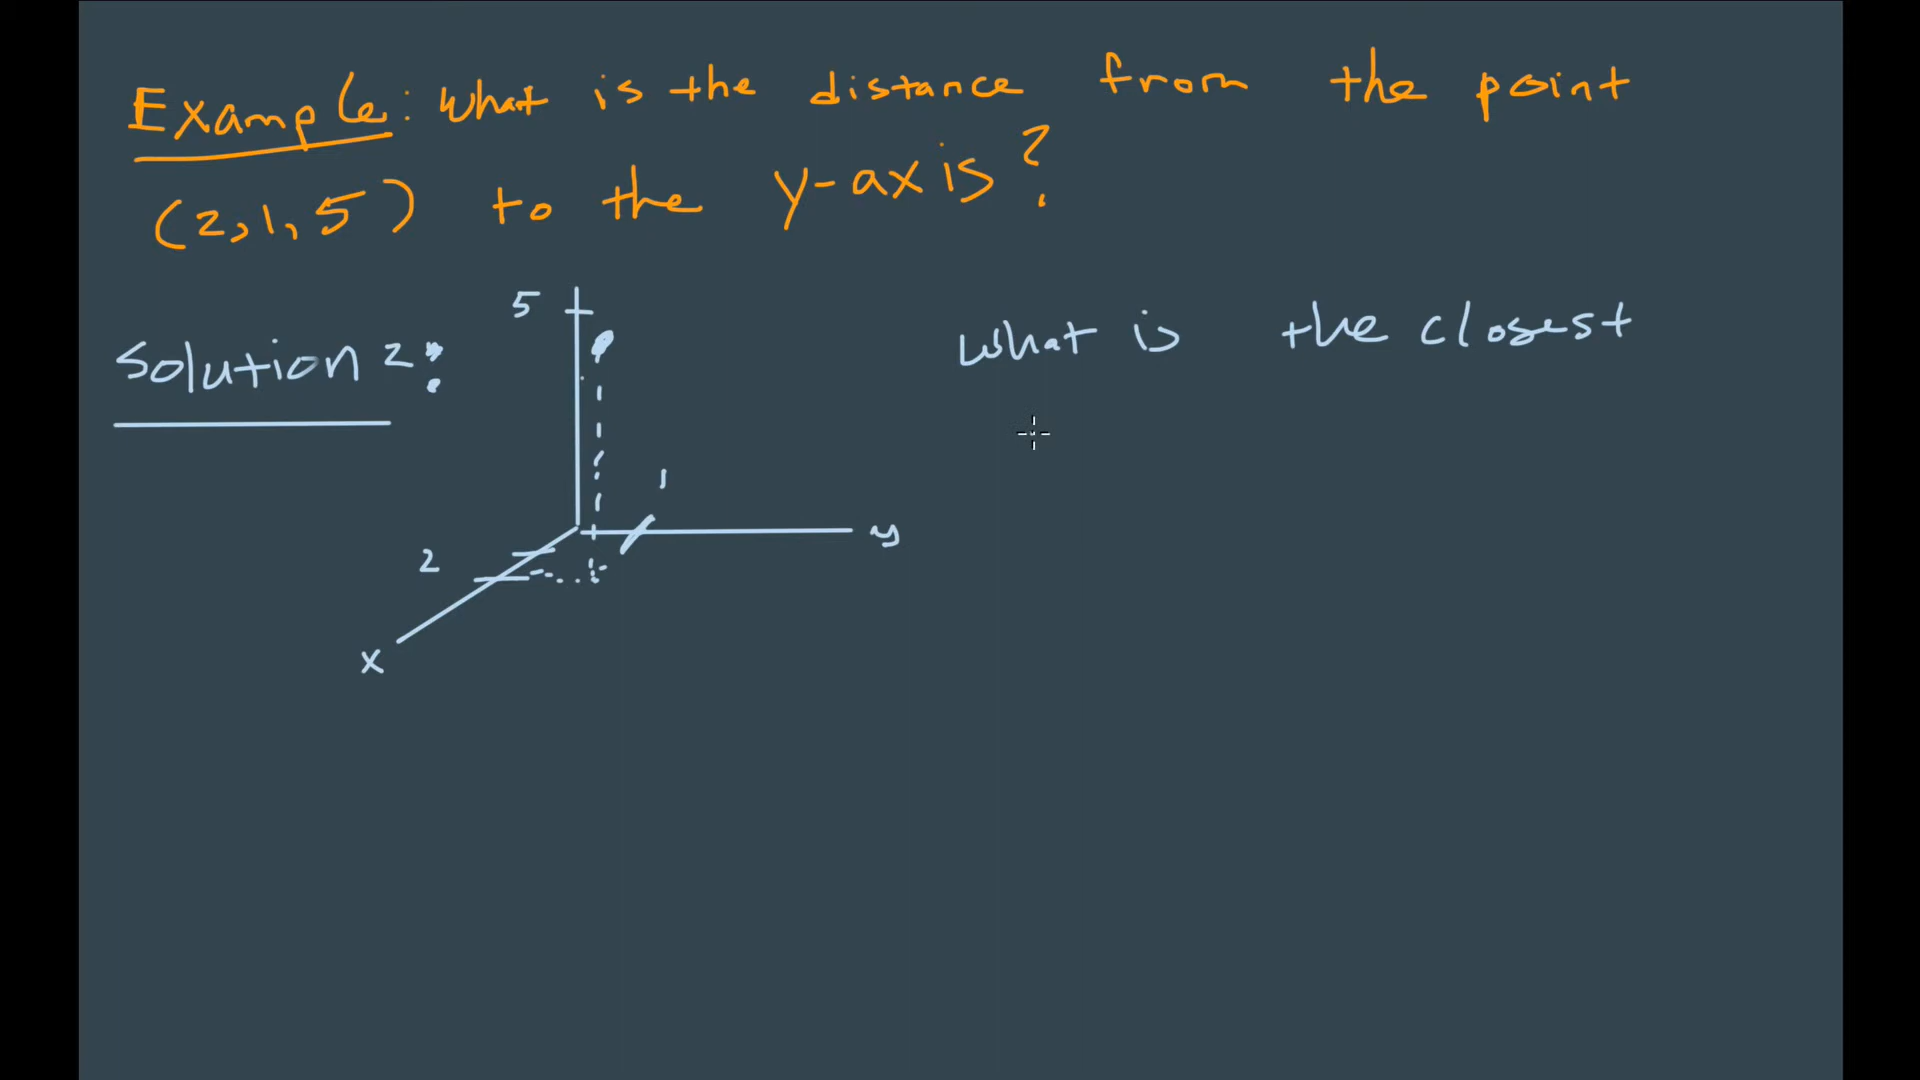 Example: What is the distance from the point
(2,1,5) to the y-axis?
Solution 2:
5
What is the closest
1
y
2
x